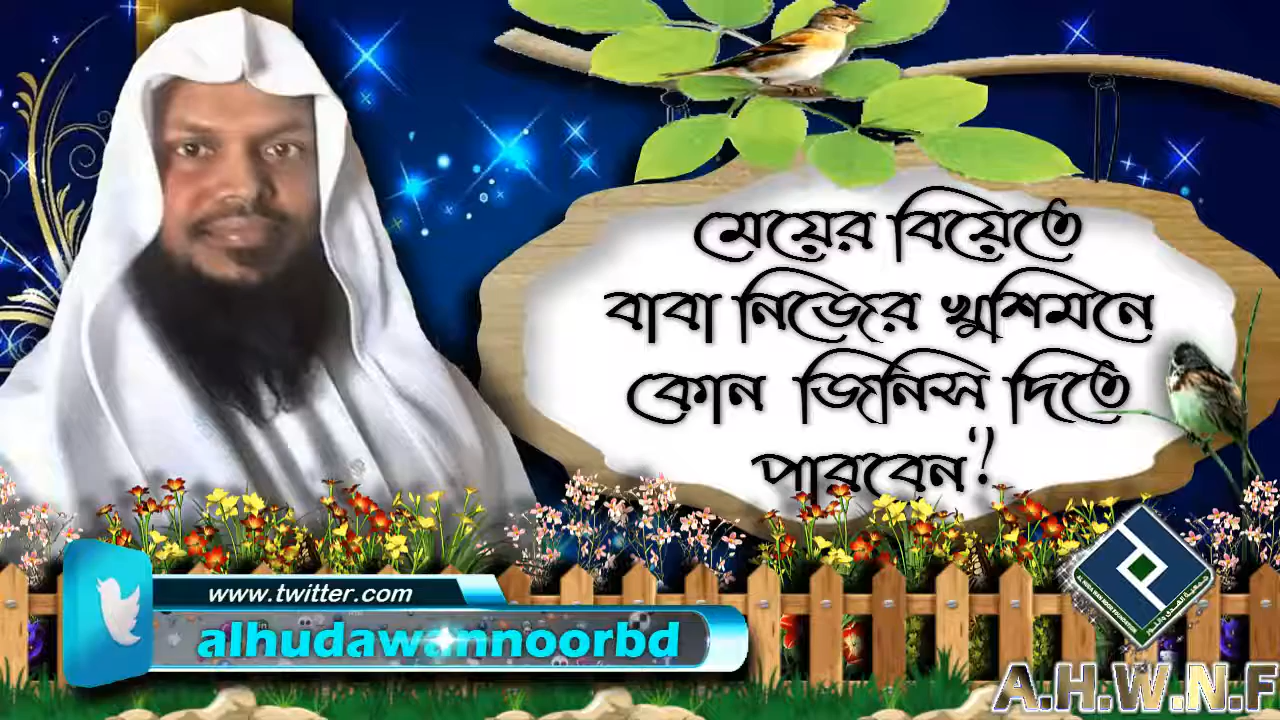 মেয়ের বিয়েতে
বাবা নিজের খুশিমনে
কোন জিনিস দিতে
পারবেন?
www.twitter.com
alhudawannoorbd
A.H.W.N.F